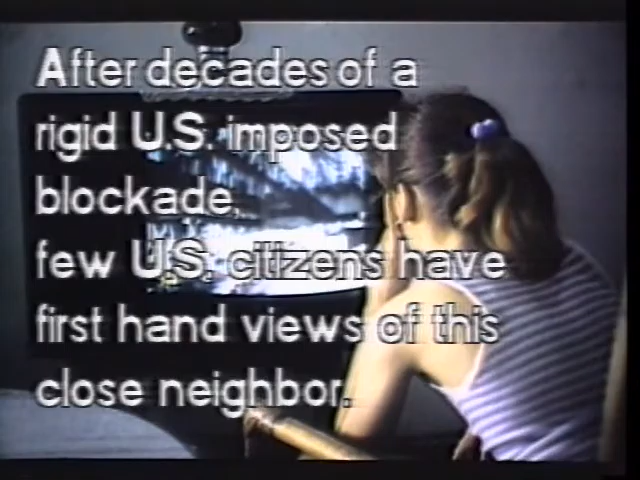 After decades of a
rigid U.S. imposed
blockade,
few U.S. citizens have
first hand views of this
close neighbor.